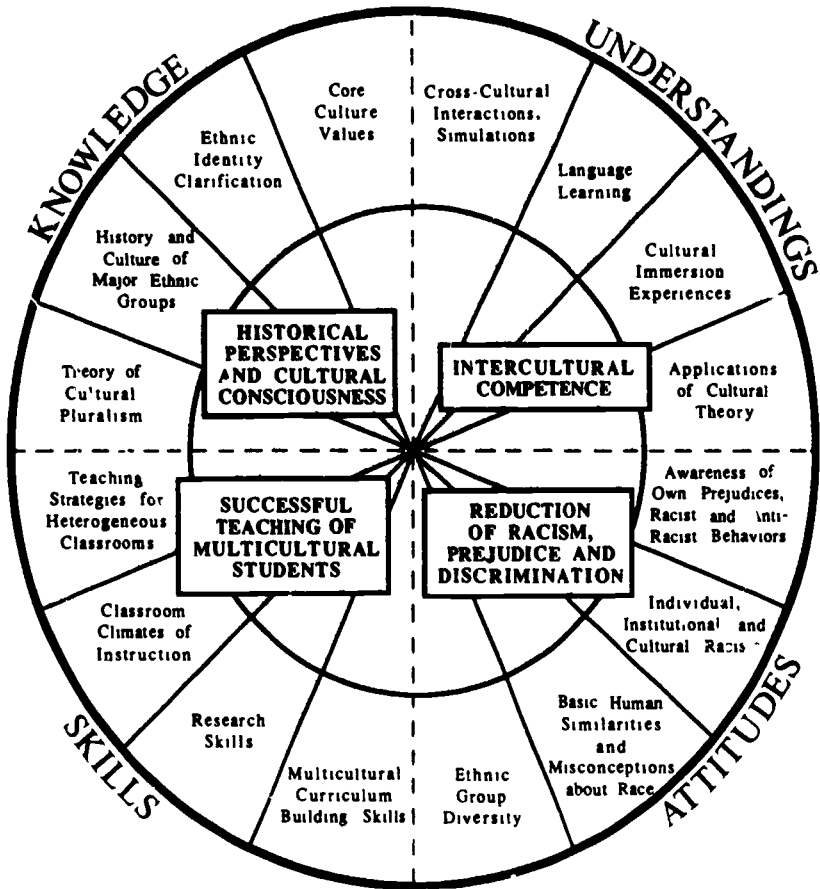 KNOWLEDGE
UNDERSTANDINGS
Core
Culture
Values
Cross-Cultural
Interactions.
Simulations
Ethnic
Identity
Clarification
Language
Learning
History and
Culture of
Major Ethnic
Groups
Cultural
Immersion
Experiences
HISTORICAL
PERSPECTIVES
AND CULTURAL
CONSCIOUSNESS
INTERCULTURAL
COMPETENCE
Theory of
Cultural
Pluralism
Applications
of Cultural
Theory
Teaching
Strategies for
Heterogeneous
Classrooms
SUCCESSFUL
TEACHING OF
MULTICULTURAL
STUDENTS
REDUCTION
OF RACISM,
PREJUDICE AND
DISCRIMINATION
Awareness of
Own Prejudices,
Racist and Anti-
Racist Behaviors
Classroom
Climates of
Instruction
Individual,
Institutional and
Cultural
Research
Skills
Basic Human
Similarities
and
Misconceptions
about Race
Multicultural
Curriculum
Building Skills
Ethnic
Group
Diversity
SKILLS
ATTITUDES